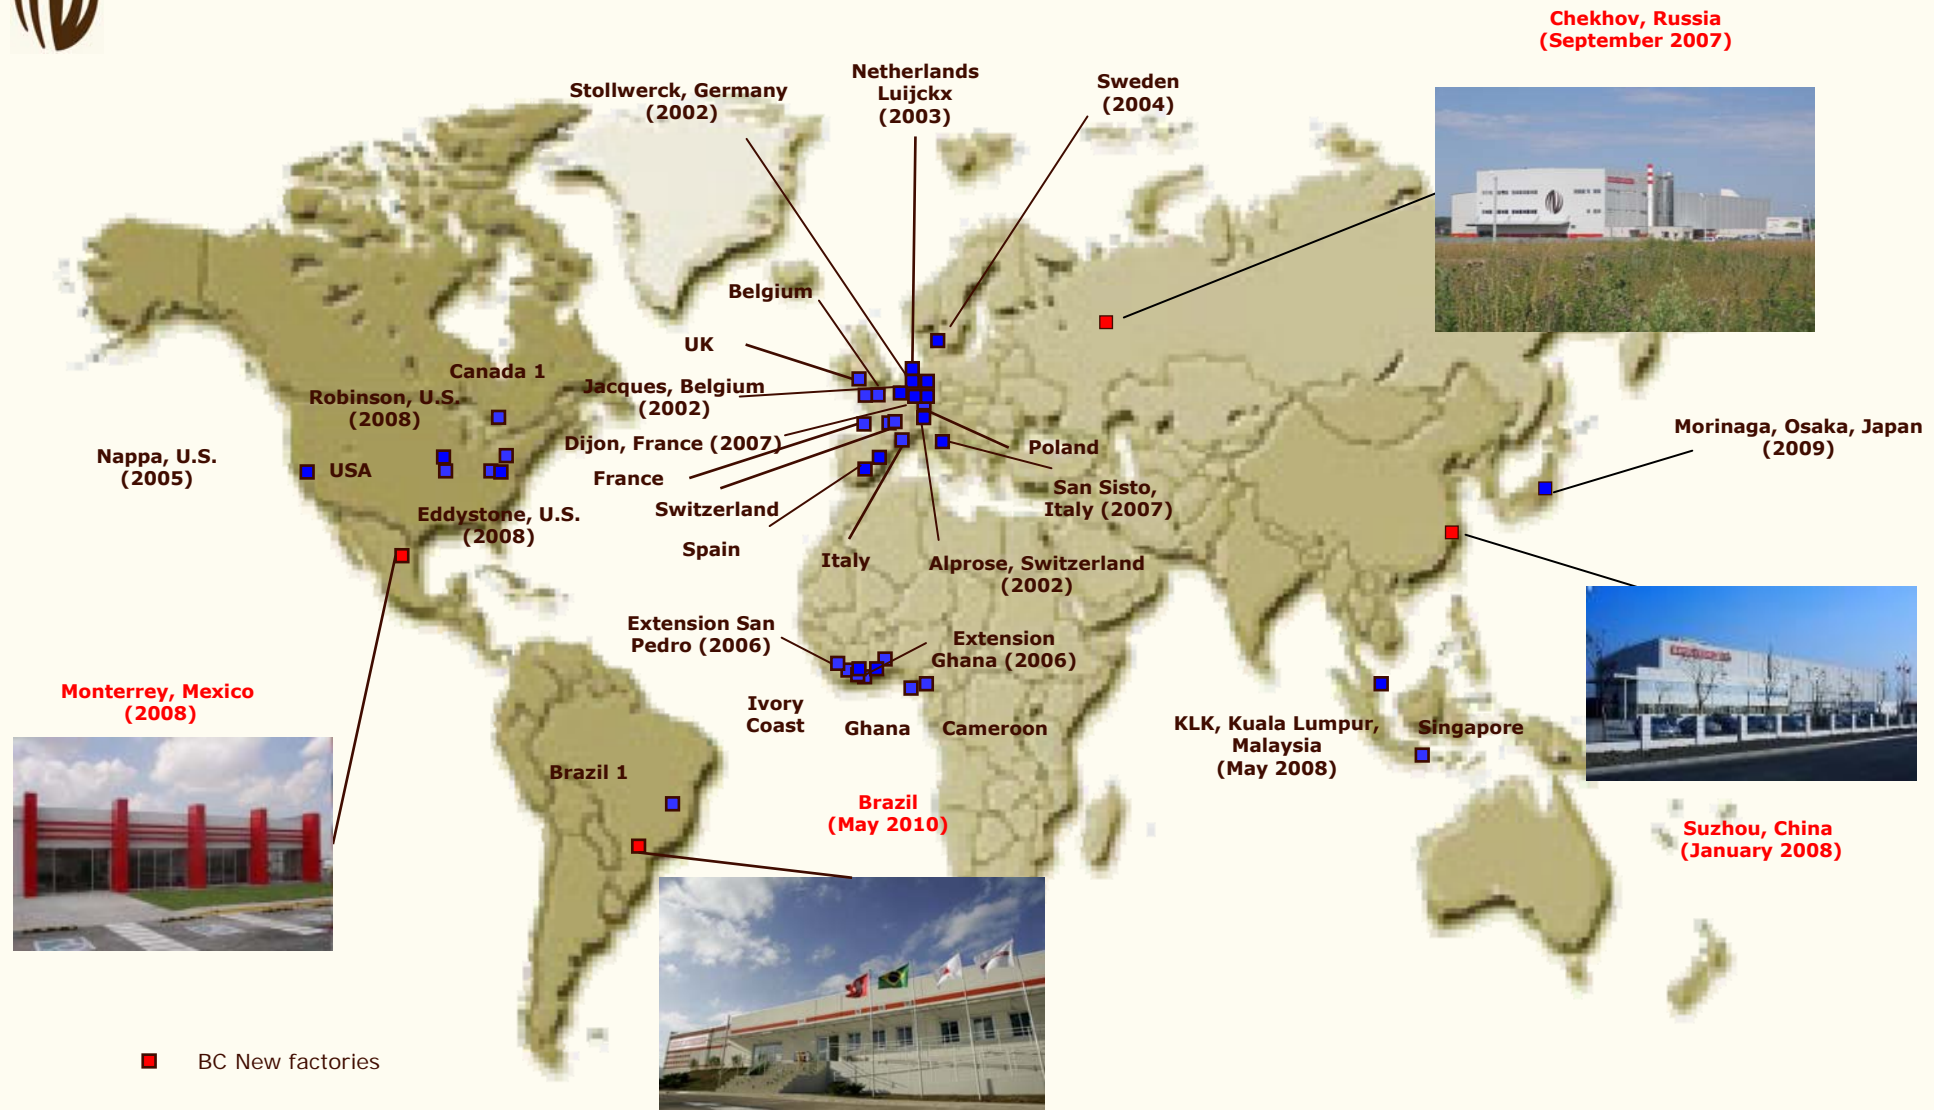 Chekhov, Russia
(September 2007)
Netherlands
Luijckx
(2003)
Sweden
(2004)
Stollwerck, Germany
(2002)
Belgium
UK
Canada 1
Jacques, Belgium
(2002)
Robinson, U.S.
(2008)
Dijon, France (2007)
Poland
Morinaga, Osaka, Japan
(2009)
Nappa, U.S.
(2005)
USA
France
San Sisto,
Italy (2007)
Switzerland
Eddystone, U.S.
(2008)
Spain
Italy
Alprose, Switzerland
(2002)
Extension San
Pedro (2006)
Extension
Ghana (2006)
Monterrey, Mexico
(2008)
Ivory
Coast
Ghana
Cameroon
KLK, Kuala Lumpur,
Malaysia
(May 2008)
Singapore
Brazil 1
Brazil
(May 2010)
Suzhou, China
(January 2008)
BC New factories